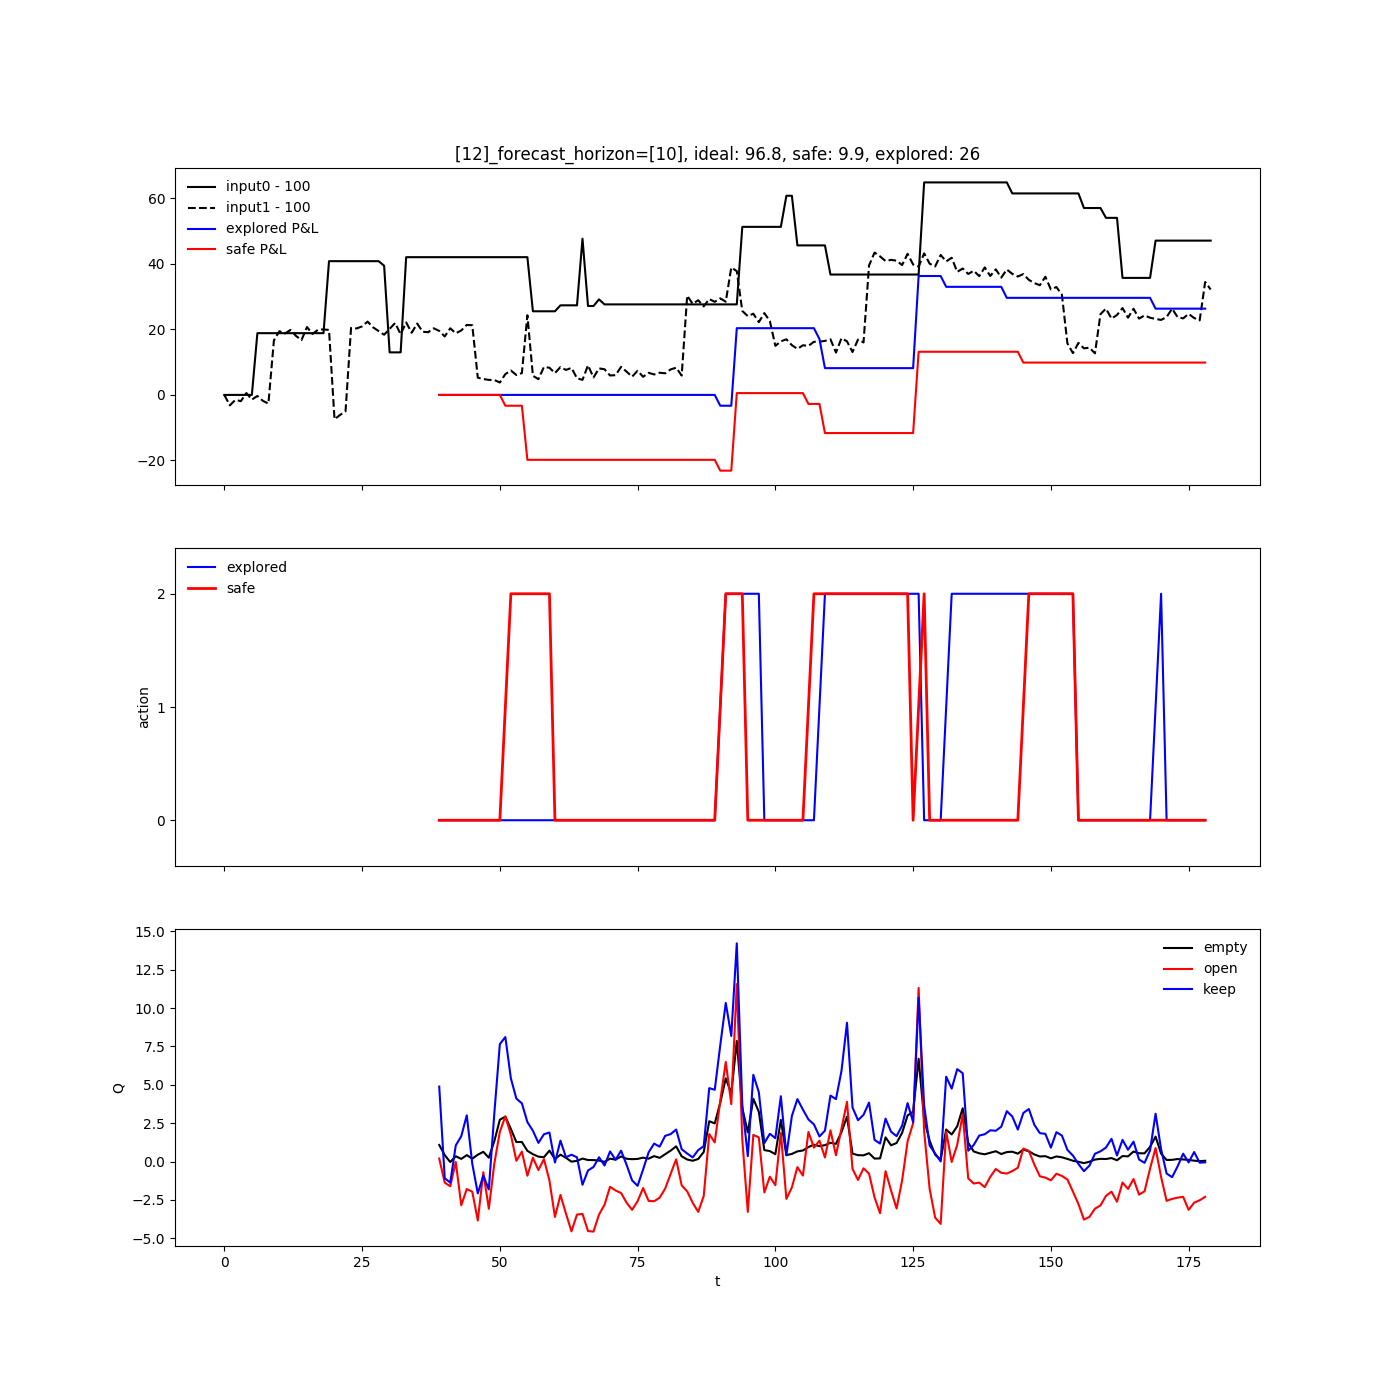 [12]_forecast_horizon=[10], ideal: 96.8, safe: 9.9, explored: 26
input0 - 100
input1 - 100
explored P&L
safe P&L
60
40
20
0
−20
explored
safe
action
2
1
0
empty
open
keep
Q
15.0
12.5
10.0
7.5
5.0
2.5
0.0
−2.5
−5.0
0 25 50 75 100 125 150 175
t